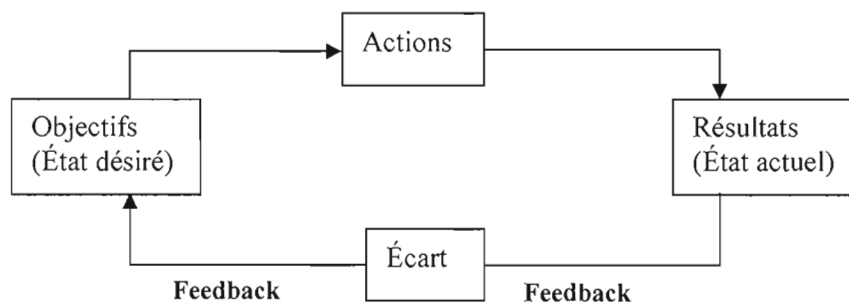 Actions
Objectifs
(État désiré)
Résultats
(État actuel)
Écart
Feedback
Feedback